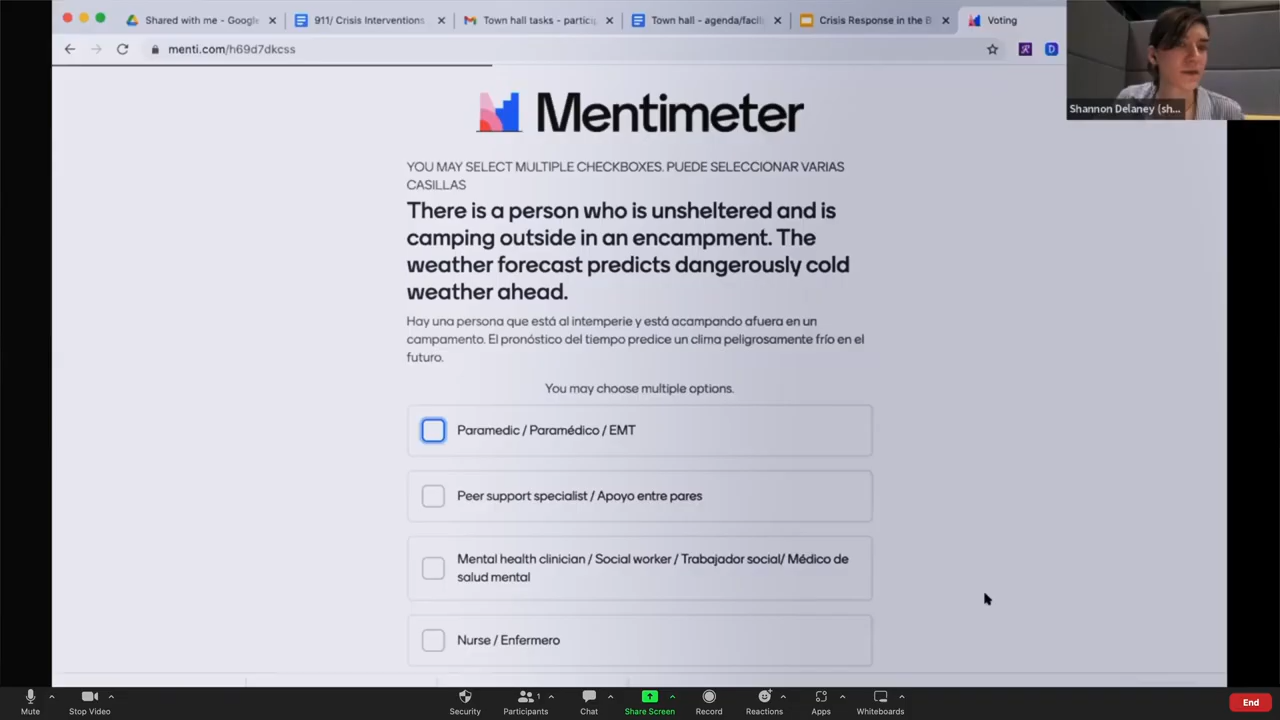 Shared with me - Google
911/ Crisis Interventions
Town hall tasks - particip
Town hall - agenda/facil
Crisis Response in the B
Voting
menti.com/h69d7dkcss
Shannon Delaney (sh...
Mentimeter
YOU MAY SELECT MULTIPLE CHECKBOXES. PUEDE SELECCIONAR VARIAS
CASILLAS
There is a person who is unsheltered and is
camping outside in an encampment. The
weather forecast predicts dangerously cold
weather ahead.
Hay una persona que está al intemperie y está acampando afuera en un
campamento. El pronóstico del tiempo predice un clima peligrosamente frío en el
futuro.
You may choose multiple options.
Paramedic / Paramédico / EMT
Peer support specialist / Apoyo entre pares
Mental health clinician / Social worker / Trabajador social/ Médico de
salud mental
Nurse / Enfermero
Mute
Stop Video
Security
Participants
1
Chat
Share Screen
Record
Reactions
Apps
Whiteboards
End